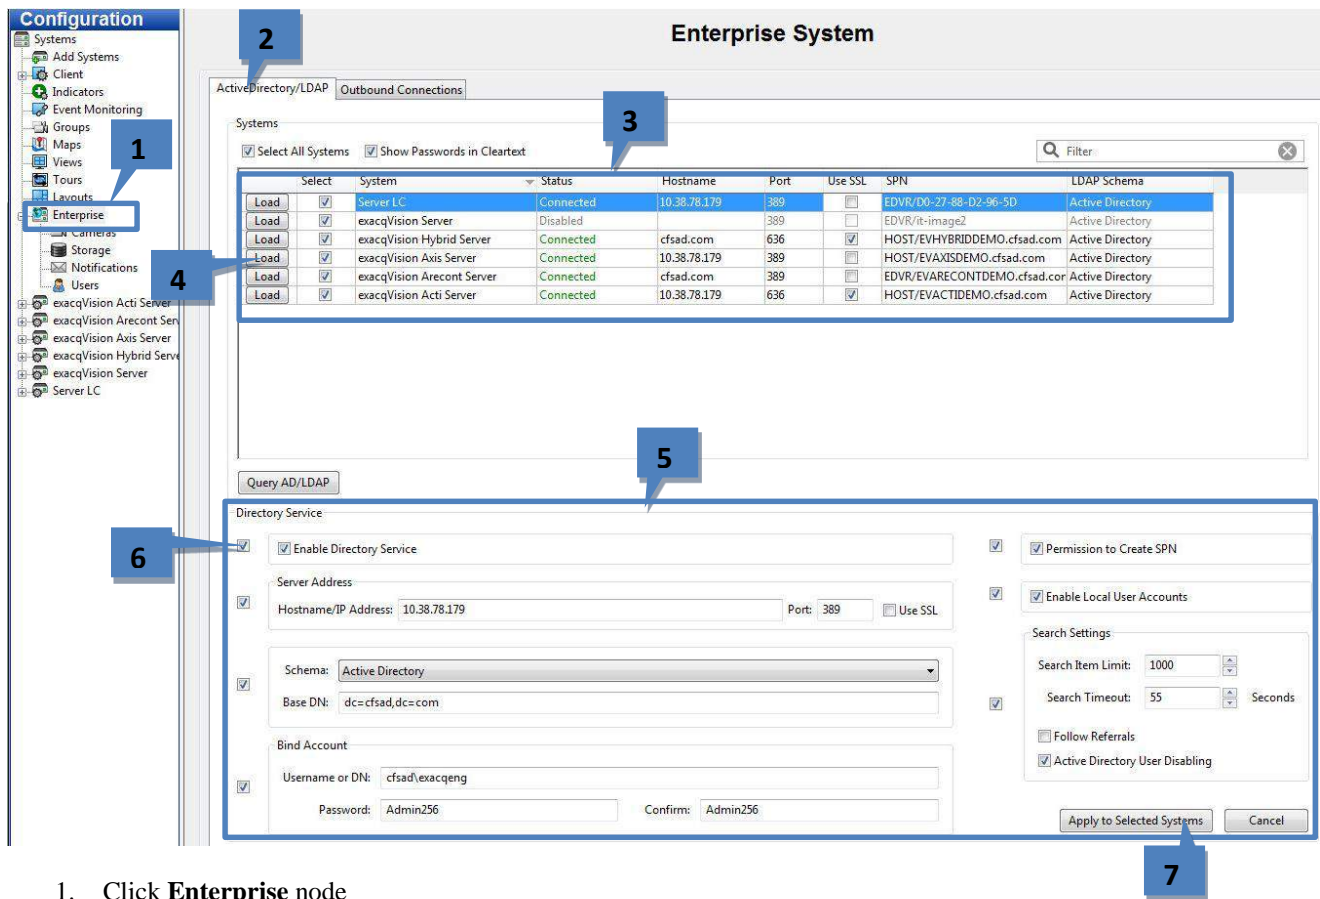 Configuration
Systems
Add Systems
Client
Indicators
Event Monitoring
Groups
Maps
Views
Tours
Layouts
Enterprise
Cameras
Storage
Notifications
Users
exacqVision Acti Server
exacqVision Arecont Serv
exacqVision Axis Server
exacqVision Hybrid Serve
exacqVision Server
Server LC
1
2
3
4
5
6
7
Enterprise System
ActiveDirectory/LDAP Outbound Connections
Systems
Select All Systems Show Passwords in Cleartext Filter
Select System Status Hostname Port Use SSL SPN LDAP Schema
Load Server LC Connected 10.38.78.179 389 EDVR/D0-27-88-D2-96-5D Active Directory
Load exacqVision Server Disabled 389 EDVR/it-image2 Active Directory
Load exacqVision Hybrid Server Connected cfsad.com 636 HOST/EVHYBRIDDEMO.cfsad.com Active Directory
Load exacqVision Axis Server Connected 10.38.78.179 389 HOST/EVAXISDEMO.cfsad.com Active Directory
Load exacqVision Arecont Server Connected cfsad.com 389 EDVR/EVARECONTDEMO.cfsad.cor Active Directory
Load exacqVision Acti Server Connected 10.38.78.179 636 HOST/EVACTIDEMO.cfsad.com Active Directory
Query AD/LDAP
Directory Service
Enable Directory Service
Server Address
Hostname/IP Address: 10.38.78.179 Port: 389 Use SSL
Schema: Active Directory
Base DN: dc=cfsad,dc=com
Bind Account
Username or DN: cfsad\exacqeng
Password: Admin256 Confirm: Admin256
Permission to Create SPN
Enable Local User Accounts
Search Settings
Search Item Limit: 1000
Search Timeout: 55 Seconds
Follow Referrals
Active Directory User Disabling
Apply to Selected Systems Cancel
1. Click Enterprise node